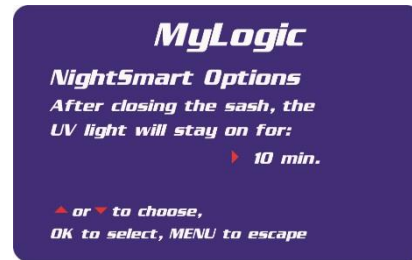 MyLogic
NightSmart Options
After closing the sash, the
UV light will stay on for:
10 min.
or to choose,
OK to select, MENU to escape